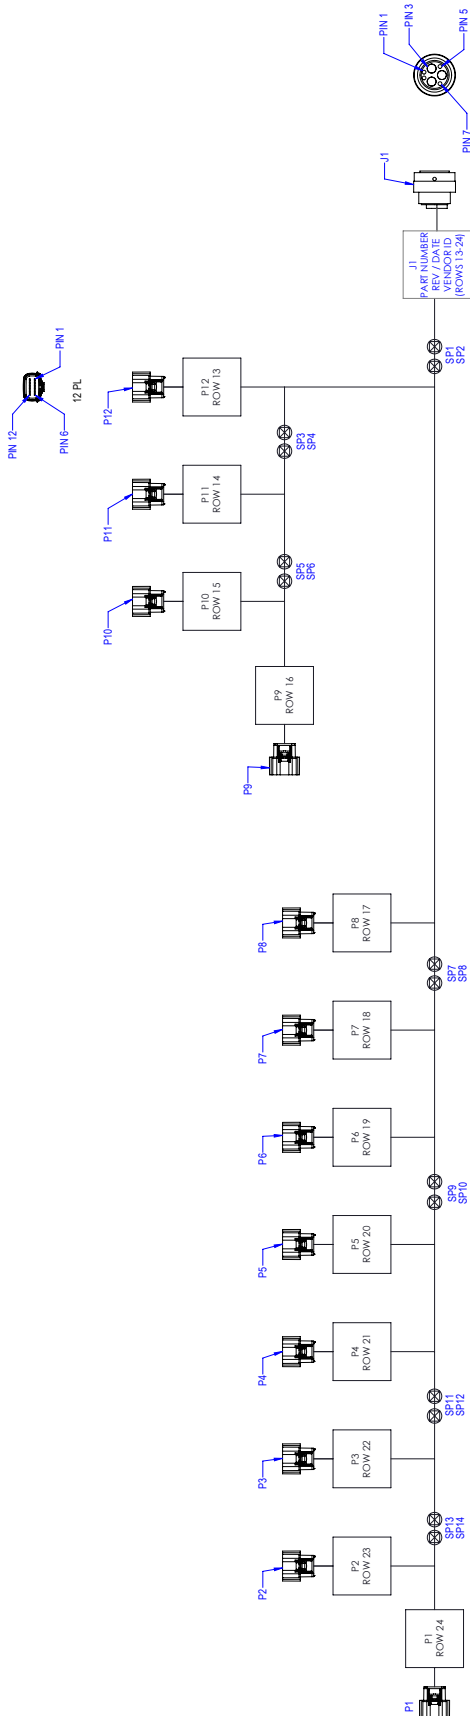 PIN 1
PIN 3
PIN 5
PIN 7
J1
J1
PART NUMBER
REV / DATE
VENDOR ID
(ROWS 13-24)
SP1
SP2
PIN 12
PIN 1
PIN 6
12 PL
P12
P12
ROW 13
SP3
SP4
P11
P11
ROW 14
SP5
SP6
P10
P10
ROW 15
P9
ROW 16
P9
P8
P8
ROW 17
SP7
SP8
P7
P7
ROW 18
P6
P6
ROW 19
SP9
SP10
P5
P5
ROW 20
P4
P4
ROW 21
SP11
SP12
P3
P3
ROW 22
SP13
SP14
P2
P2
ROW 23
P1
ROW 24
P1